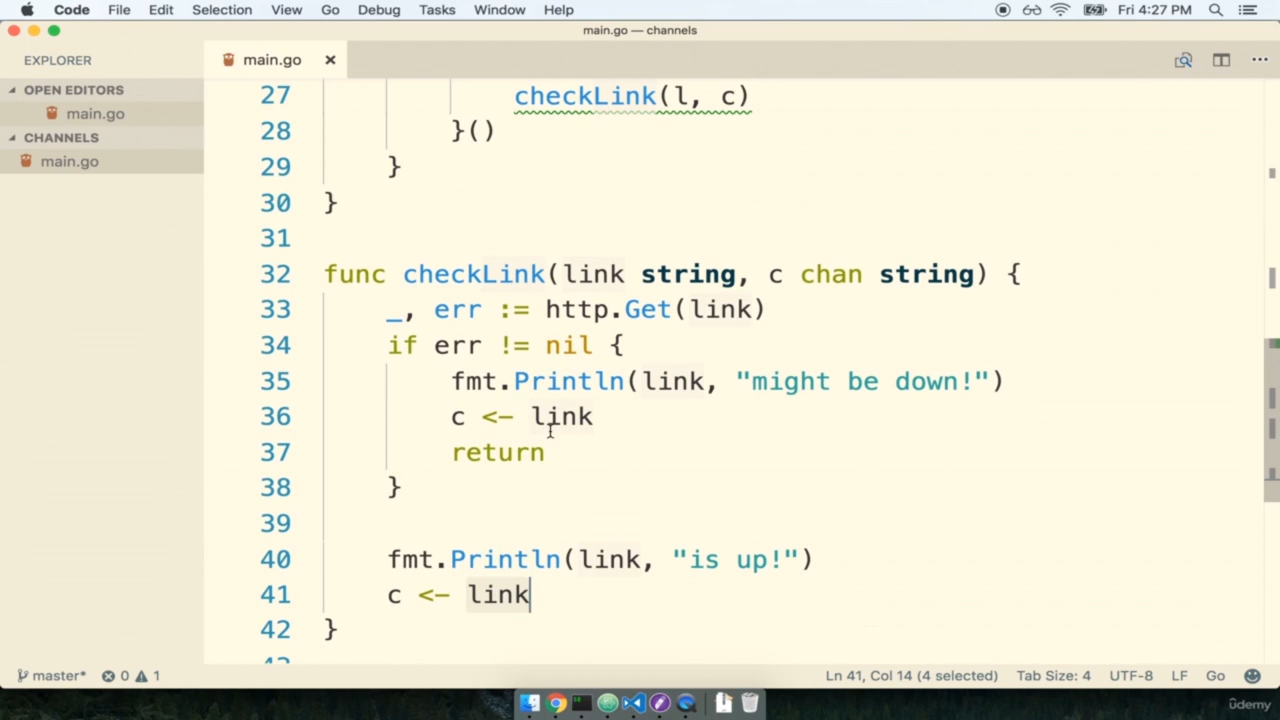 Code File Edit Selection View Go Debug Tasks Window Help Fri 4:27 PM
main.go — channels
EXPLORER
main.go
OPEN EDITORS
main.go
CHANNELS
main.go
27 checkLink(l, c)
28 }()
29 }
30 }
31
32 func checkLink(link string, c chan string) {
33 _, err := http.Get(link)
34 if err != nil {
35 fmt.Println(link, "might be down!")
36 c <- link
37 return
38 }
39
40 fmt.Println(link, "is up!")
41 c <- link
42 }
master* 0 1 Ln 41, Col 14 (4 selected) Tab Size: 4 UTF-8 LF Go
ûdemy